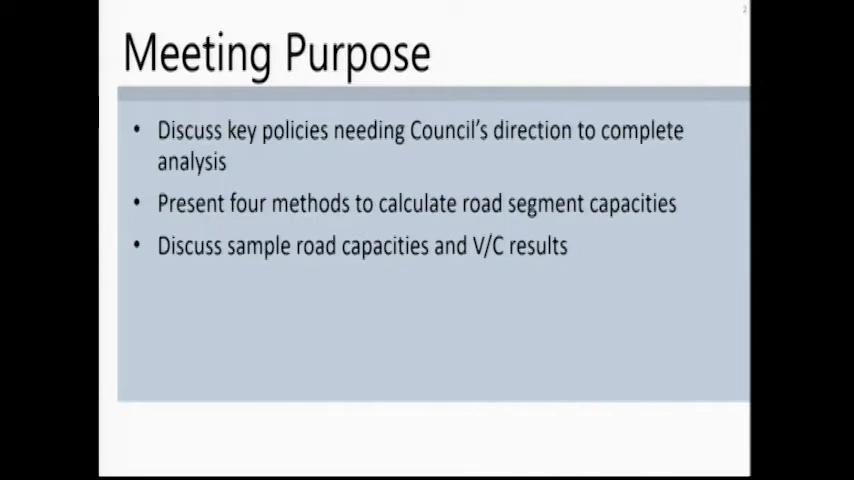 2
Meeting Purpose
• Discuss key policies needing Council's direction to complete
analysis
• Present four methods to calculate road segment capacities
• Discuss sample road capacities and V/C results